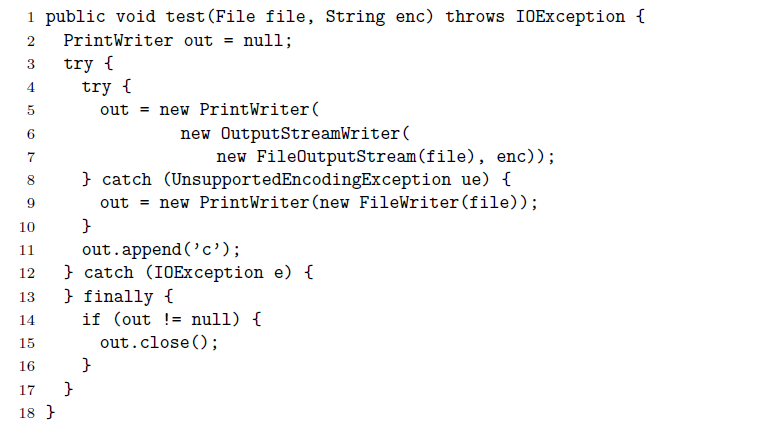 1 public void test(File file, String enc) throws IOException {
2 PrintWriter out = null;
3 try {
4 try {
5 out = new PrintWriter(
6 new OutputStreamWriter(
7 new FileOutputStream(file), enc));
8 } catch (UnsupportedEncodingException ue) {
9 out = new PrintWriter(new FileWriter(file));
10 }
11 out.append(’c’);
12 } catch (IOException e) {
13 } finally {
14 if (out != null) {
15 out.close();
16 }
17 }
18 }